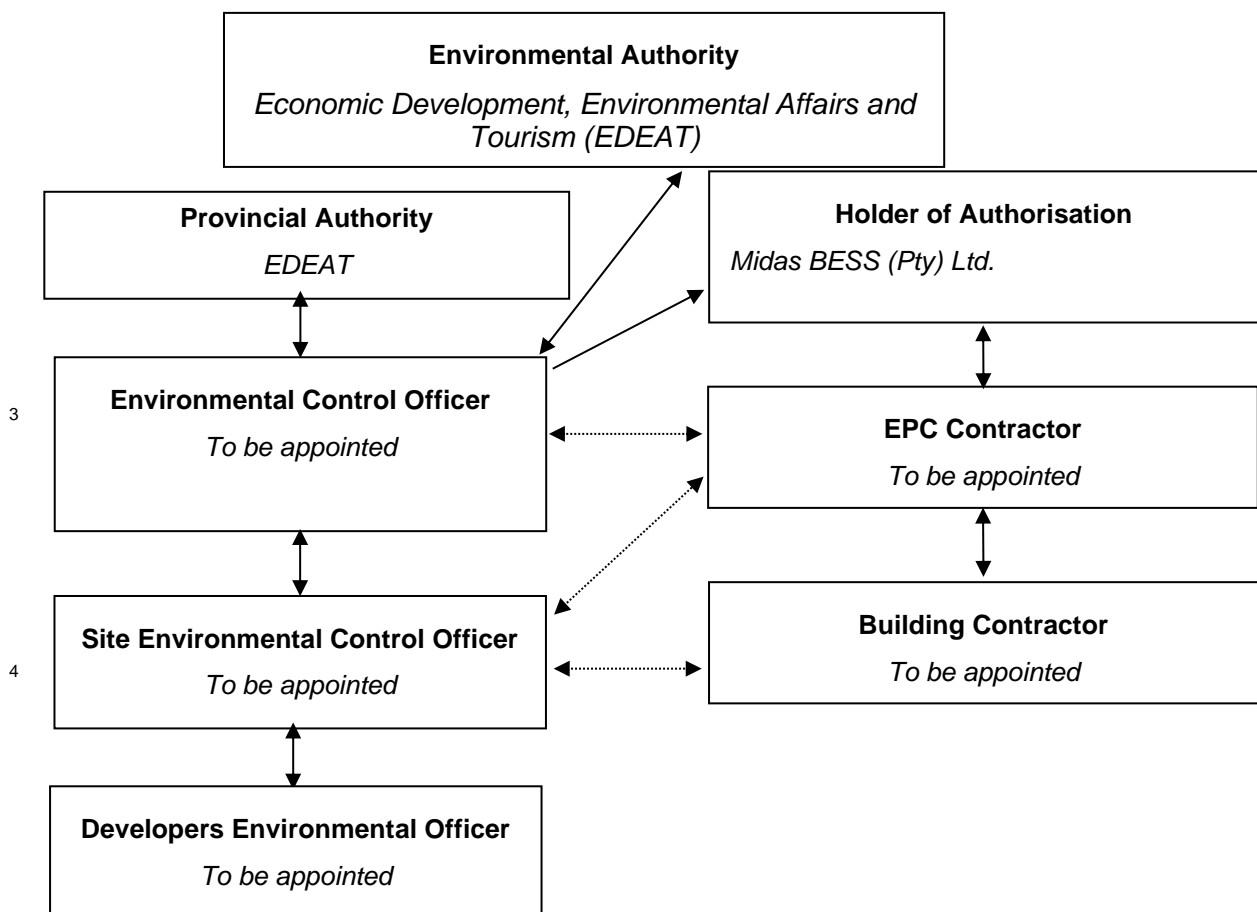 Environmental Authority
Economic Development, Environmental Affairs and
Tourism (EDEAT)
Provincial Authority
EDEAT
Holder of Authorisation
Midas BESS (Pty) Ltd.
3
Environmental Control Officer
To be appointed
EPC Contractor
To be appointed
4
Site Environmental Control Officer
To be appointed
Building Contractor
To be appointed
Developers Environmental Officer
To be appointed